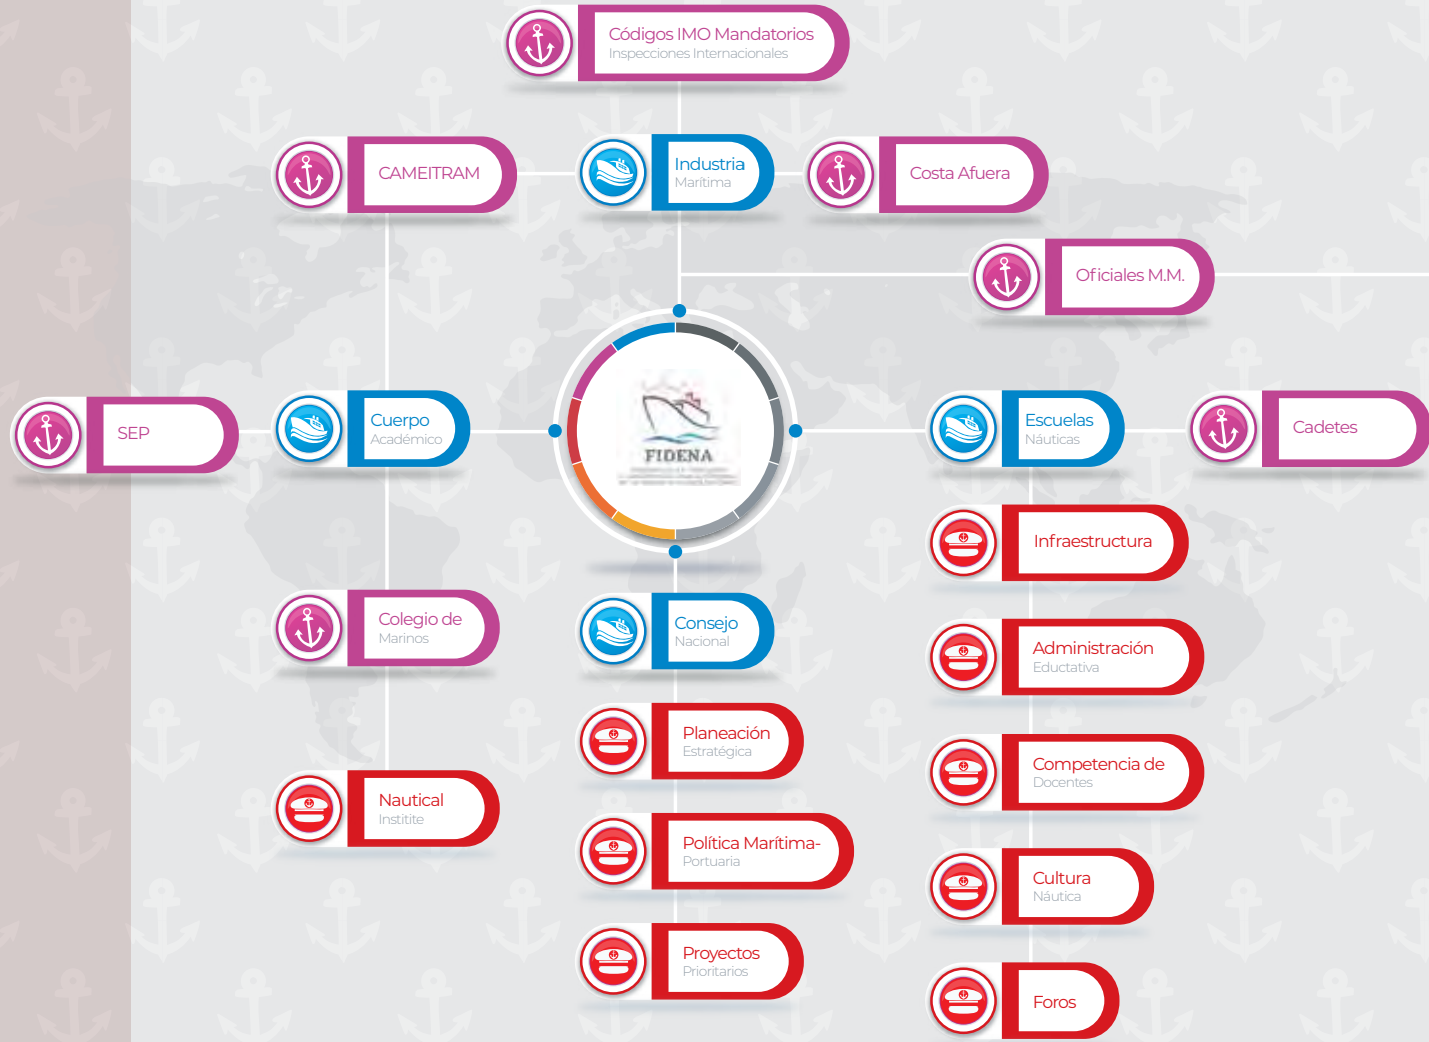 Códigos IMO Mandatorios
Inspecciones Internacionales
CAMEITRAM
Industria
Marítima
Costa Afuera
Oficiales M.M.
SEP
Cuerpo
Académico
FIDENA
Escuelas
Náuticas
Cadetes
Infraestructura
Colegio de
Marinos
Consejo
Nacional
Administración
Eductativa
Planeación
Estratégica
Competencia de
Docentes
Nautical
Institite
Política Marítima-
Portuaria
Cultura
Náutica
Proyectos
Prioritarios
Foros